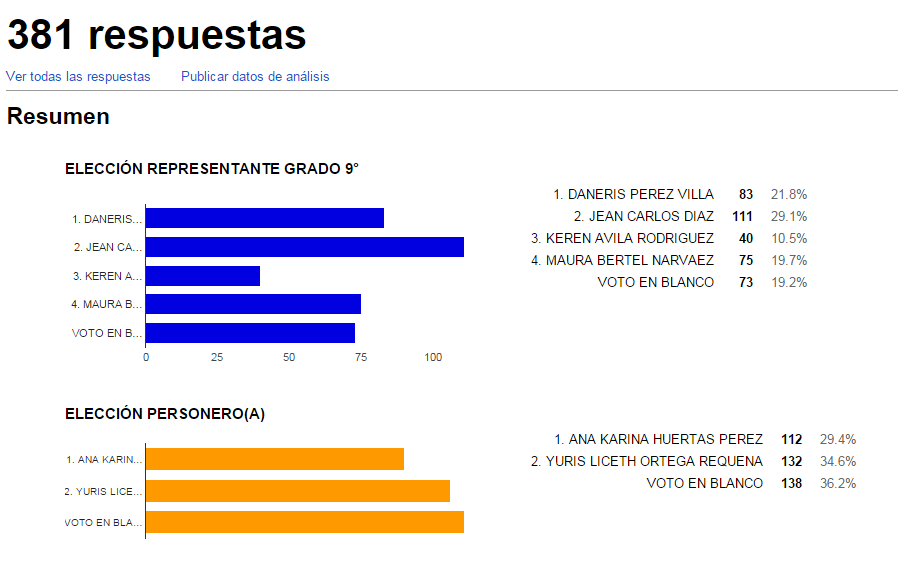 381 respuestas
Ver todas las respuestas Publicar datos de análisis
Resumen
ELECCIÓN REPRESENTANTE GRADO 9°
1. DANERIS...
2. JEAN CA...
3. KEREN A...
4. MAURA B...
VOTO EN B...
0 25 50 75 100
1. DANERIS PEREZ VILLA 83 21.8%
2. JEAN CARLOS DIAZ 111 29.1%
3. KEREN AVILA RODRIGUEZ 40 10.5%
4. MAURA BERTEL NARVAEZ 75 19.7%
VOTO EN BLANCO 73 19.2%
ELECCIÓN PERSONERO(A)
1. ANA KARIN...
2. YURIS LICE...
VOTO EN BLA...
1. ANA KARINA HUERTAS PEREZ 112 29.4%
2. YURIS LICETH ORTEGA REQUENA 132 34.6%
VOTO EN BLANCO 138 36.2%